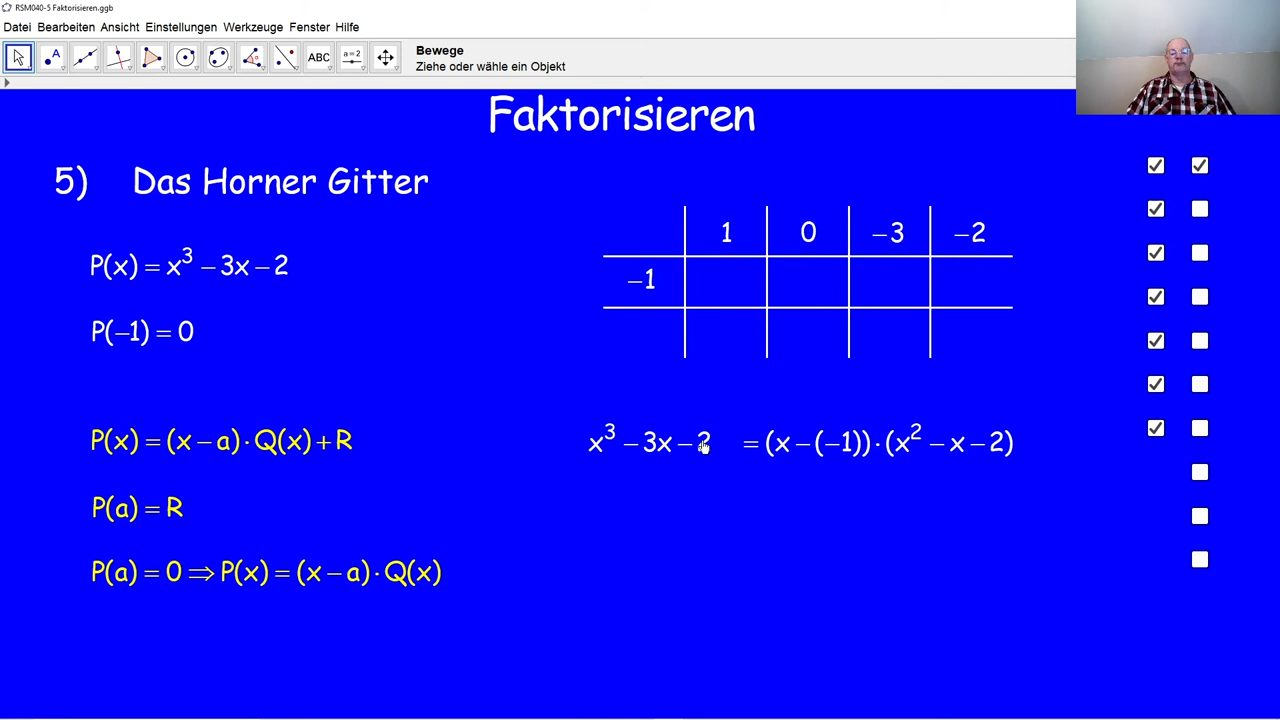 RSM040-5 Faktorisieren.ggb
Datei Bearbeiten Ansicht Einstellungen Werkzeuge Fenster Hilfe
A ABC a=2
Bewege
Ziehe oder wähle ein Objekt
Faktorisieren
5) Das Horner Gitter
1 0 −3 −2
P(x) = x³ − 3x − 2
−1
P(−1) = 0
P(x) = (x − a) · Q(x) + R
x³ − 3x − 2 = (x − (−1)) · (x² − x − 2)
P(a) = R
P(a) = 0 ⇒ P(x) = (x − a) · Q(x)